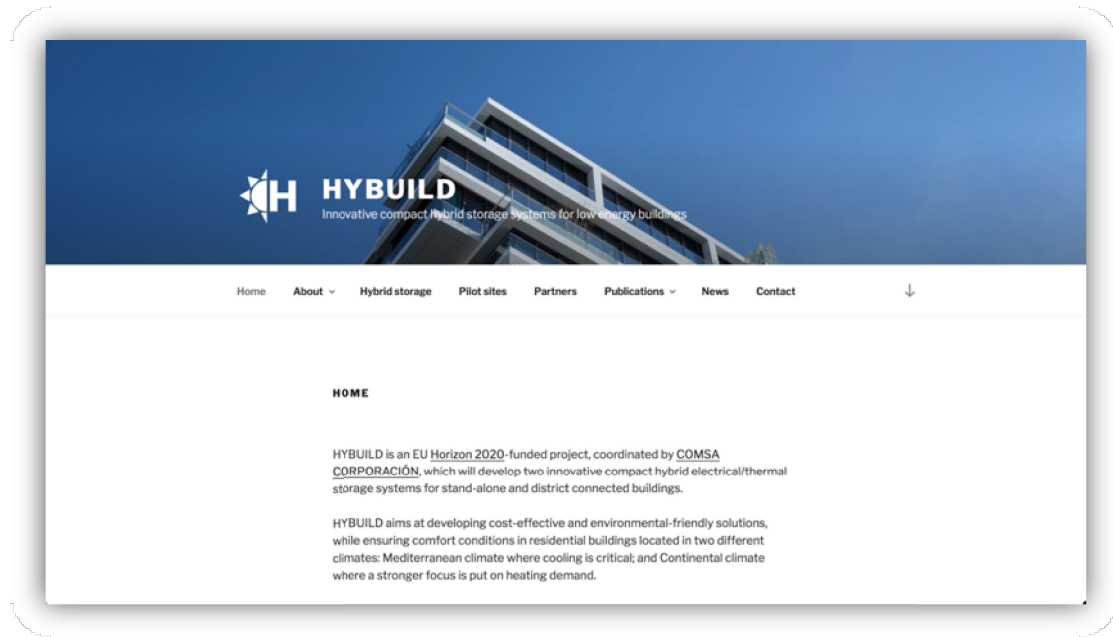 H
HYBUILD
Innovative compact hybrid storage systems for low energy buildings
Home About Hybrid storage Pilot sites Partners Publications News Contact
HOME
HYBUILD is an EU Horizon 2020-funded project, coordinated by COMSA
CORPORACIÓN, which will develop two innovative compact hybrid electrical/thermal
storage systems for stand-alone and district connected buildings.
HYBUILD aims at developing cost-effective and environmental-friendly solutions,
while ensuring comfort conditions in residential buildings located in two different
climates: Mediterranean climate where cooling is critical; and Continental climate
where a stronger focus is put on heating demand.